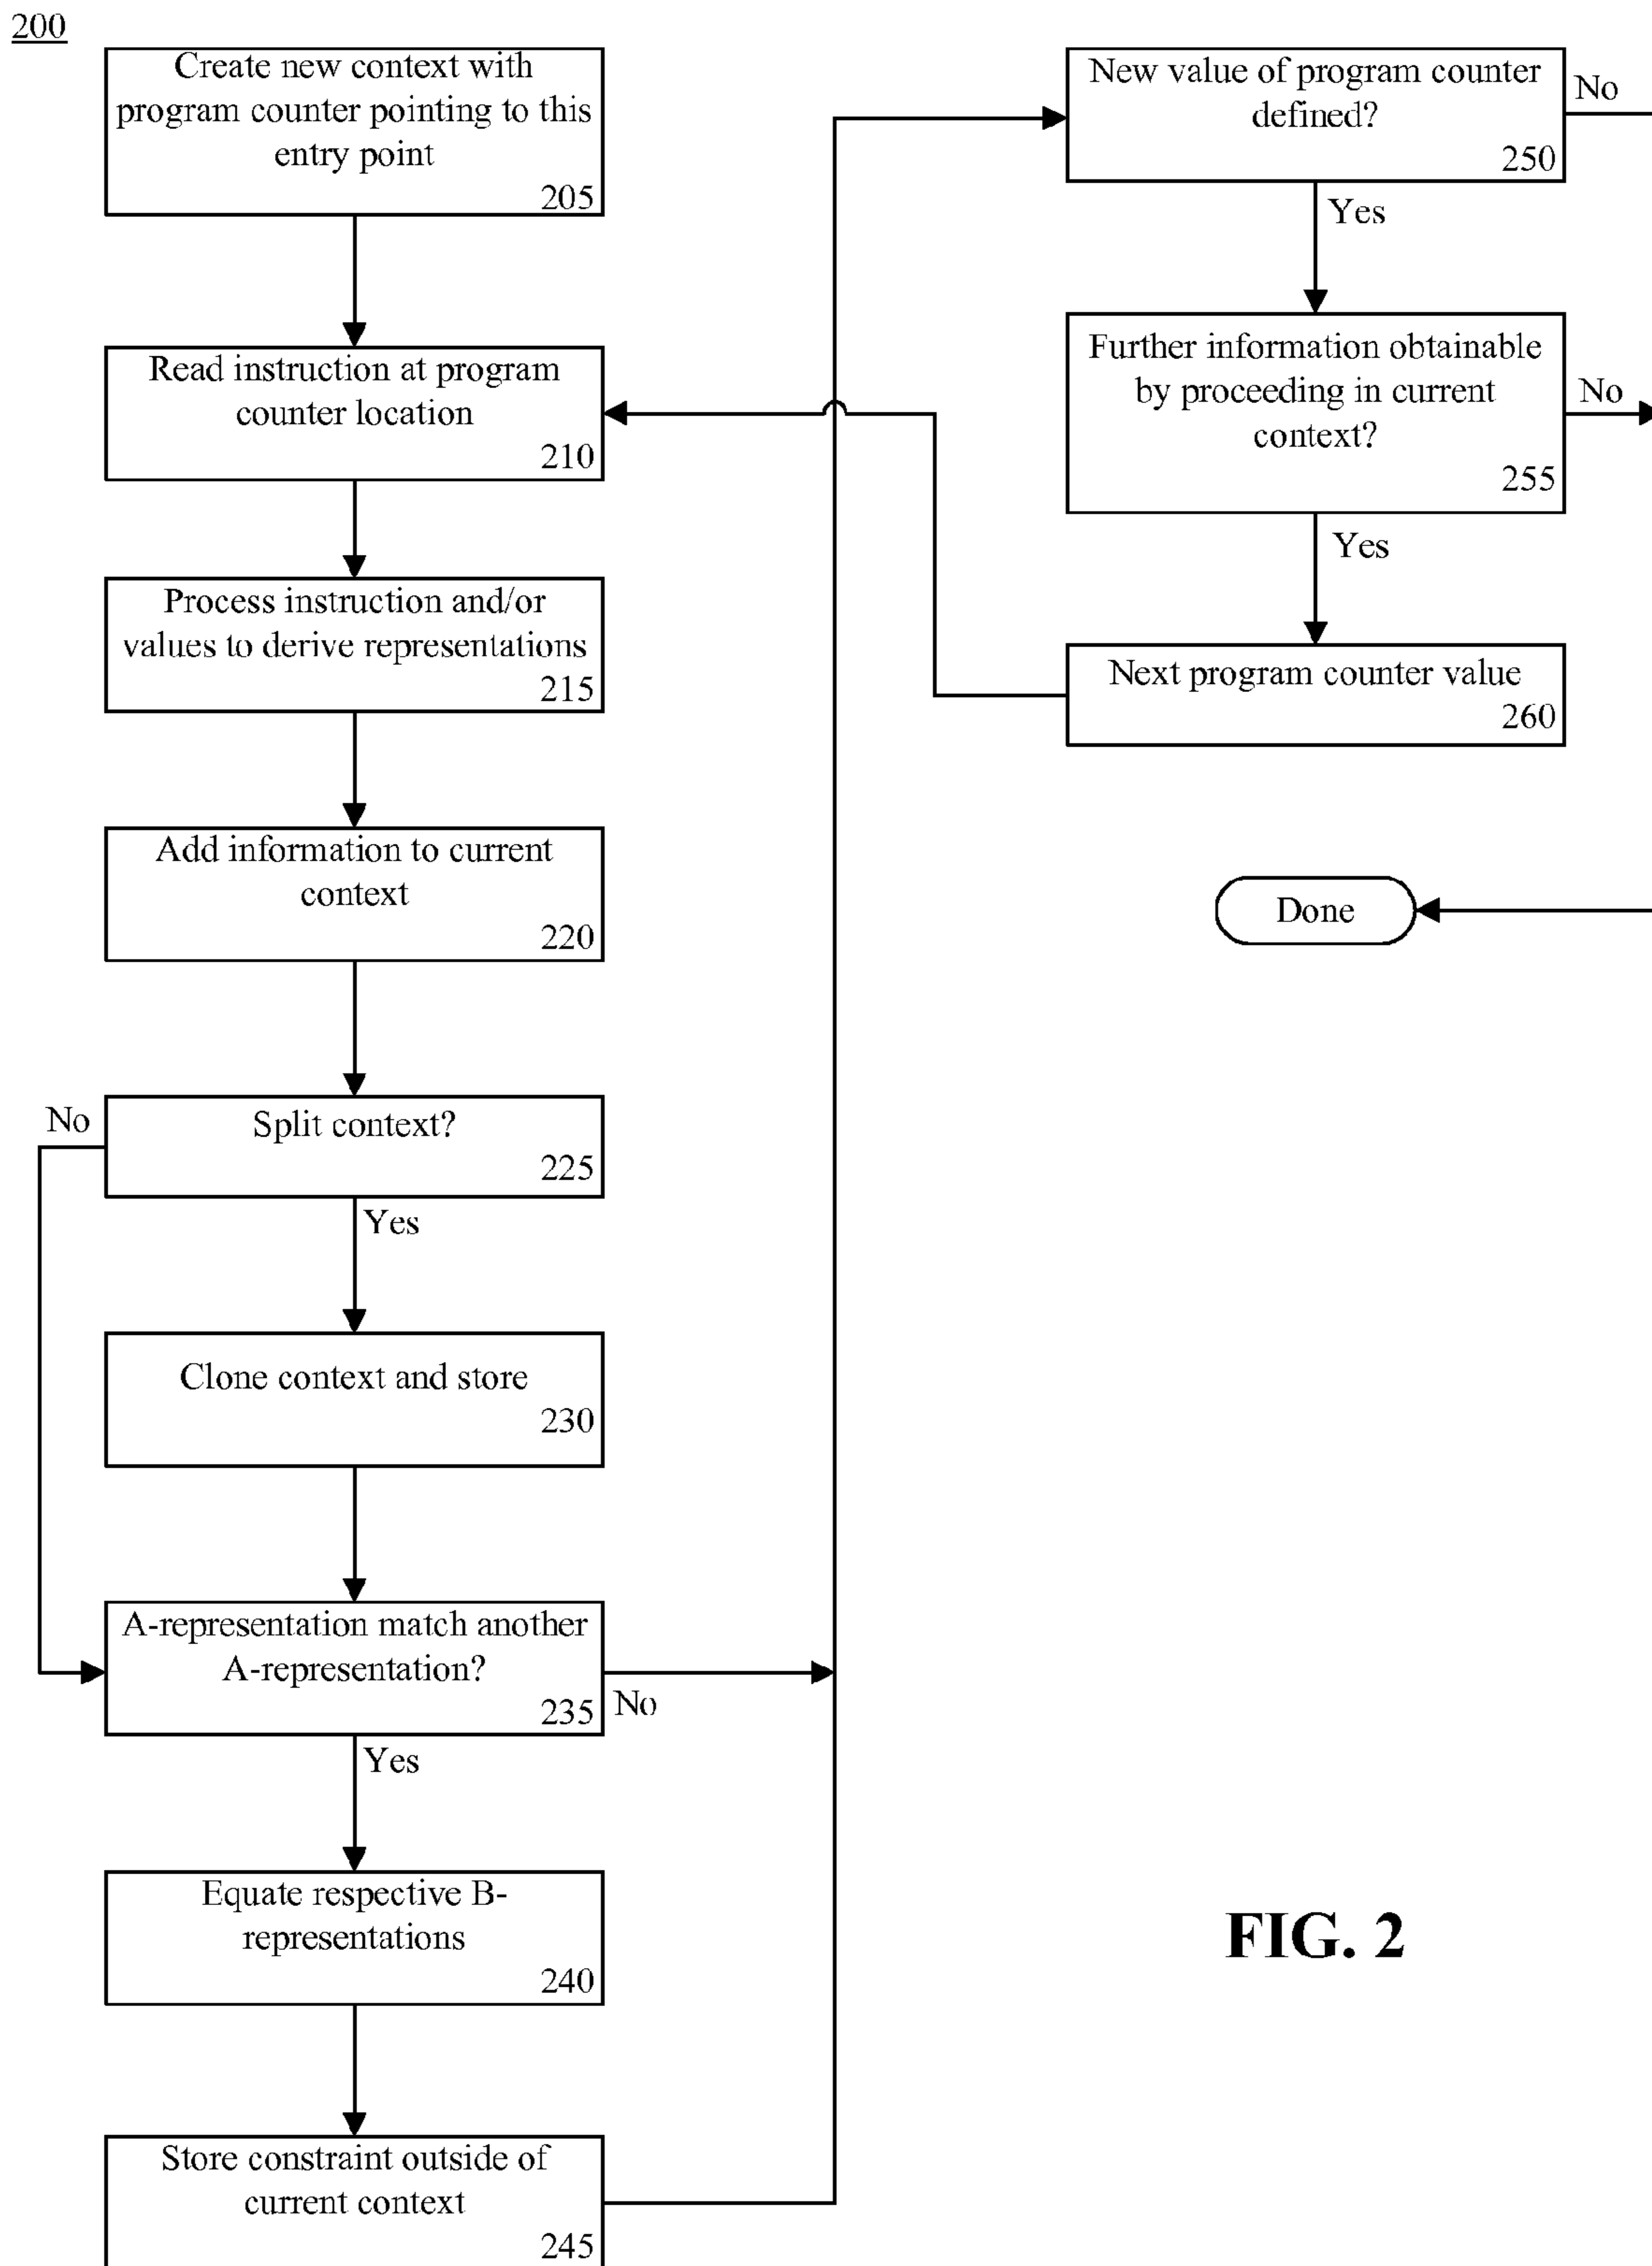 200
Create new context with
program counter pointing to this
entry point
205
Read instruction at program
counter location
210
Process instruction and/or
values to derive representations
215
Add information to current
context
220
Split context?
225
No
Yes
Clone context and store
230
A-representation match another
A-representation?
235
No
Yes
Equate respective B-
representations
240
Store constraint outside of
current context
245
New value of program counter
defined?
250
No
Yes
Further information obtainable
by proceeding in current
context?
255
No
Yes
Next program counter value
260
Done
FIG. 2